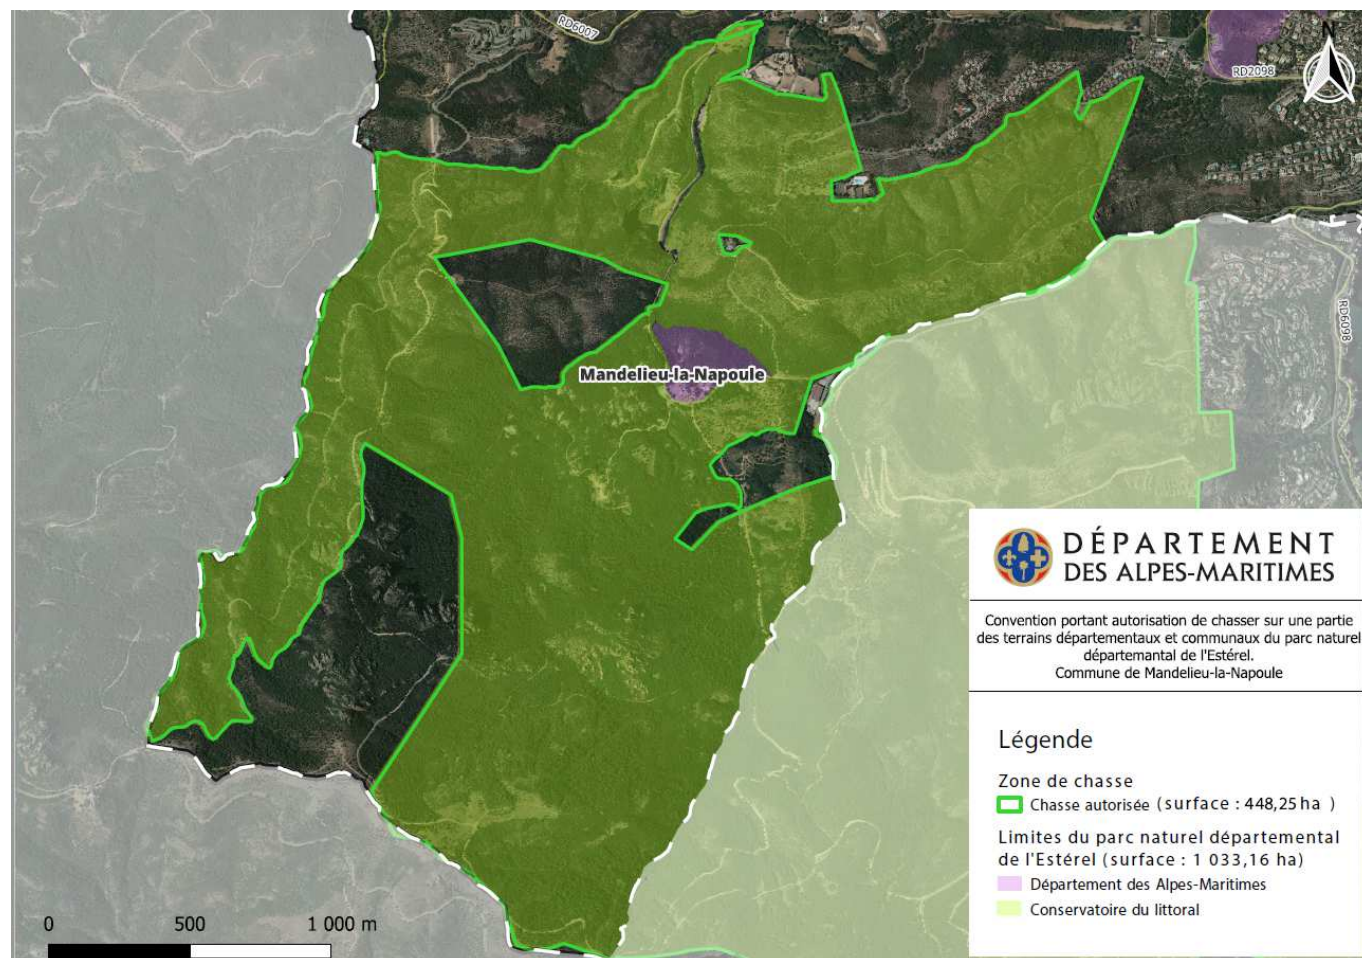 RD6007
N
RD2098
RD6098
Mandelieu-la-Napoule
DÉPARTEMENT
DES ALPES-MARITIMES
Convention portant autorisation de chasser sur une partie
des terrains départementaux et communaux du parc naturel
départamantal de l'Estérel.
Commune de Mandelieu-la-Napoule
Légende
Zone de chasse
Chasse autorisée (surface : 448,25 ha )
Limites du parc naturel départemental
de l'Estérel (surface : 1 033,16 ha)
Département des Alpes-Maritimes
Conservatoire du littoral
0 500 1 000 m